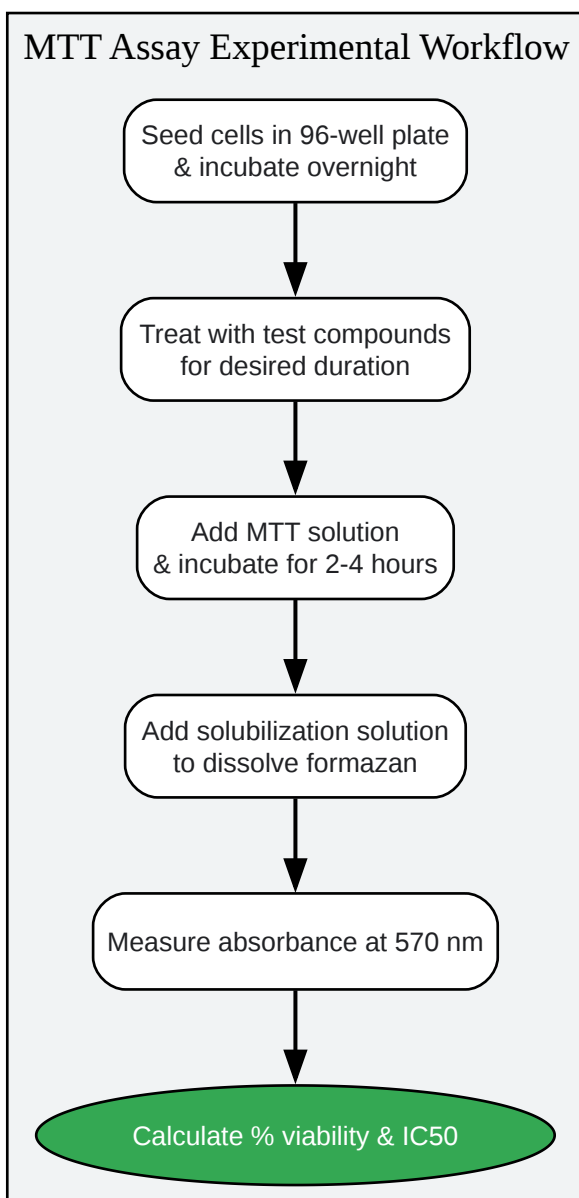 MTT Assay Experimental Workflow
Seed cells in 96-well plate
& incubate overnight
Treat with test compounds
for desired duration
Add MTT solution
& incubate for 2-4 hours
Add solubilization solution
to dissolve formazan
Measure absorbance at 570 nm
Calculate % viability & IC50